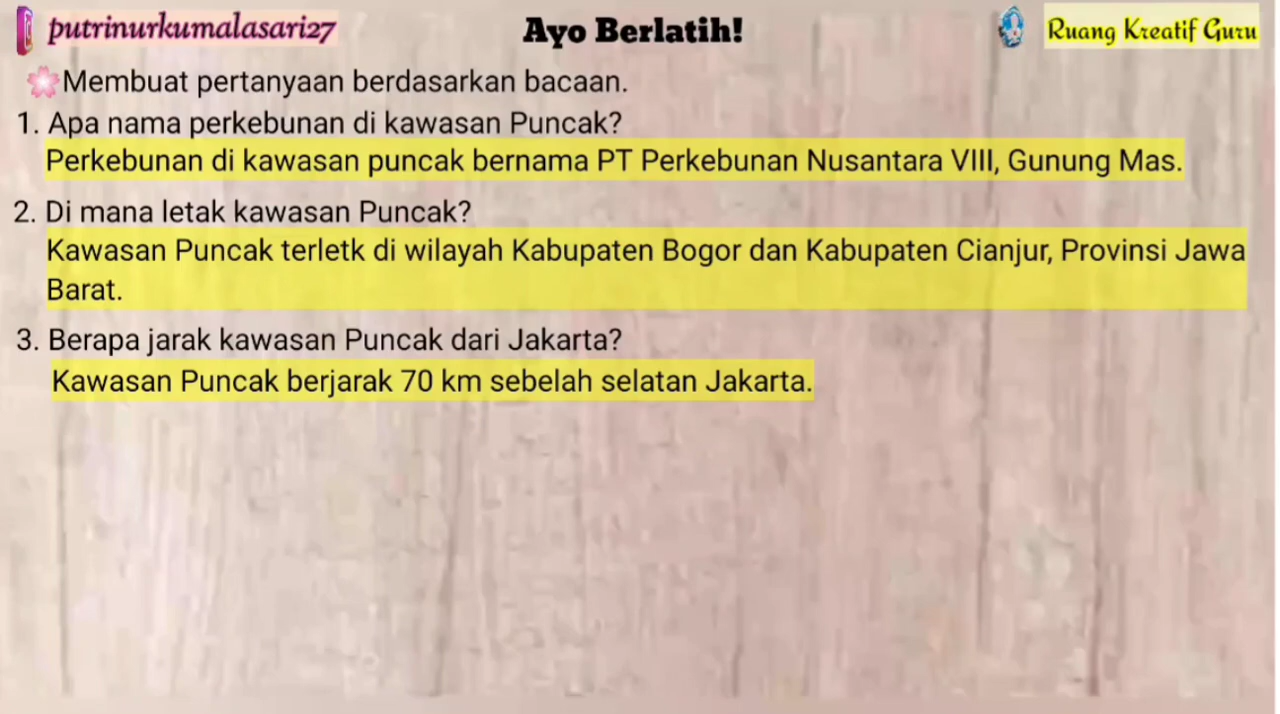 putrinurkumalasari27
Ayo Berlatih!
Ruang Kreatif Guru
🌸Membuat pertanyaan berdasarkan bacaan.
1. Apa nama perkebunan di kawasan Puncak?
Perkebunan di kawasan puncak bernama PT Perkebunan Nusantara VIII, Gunung Mas.
2. Di mana letak kawasan Puncak?
Kawasan Puncak terletk di wilayah Kabupaten Bogor dan Kabupaten Cianjur, Provinsi Jawa
Barat.
3. Berapa jarak kawasan Puncak dari Jakarta?
Kawasan Puncak berjarak 70 km sebelah selatan Jakarta.